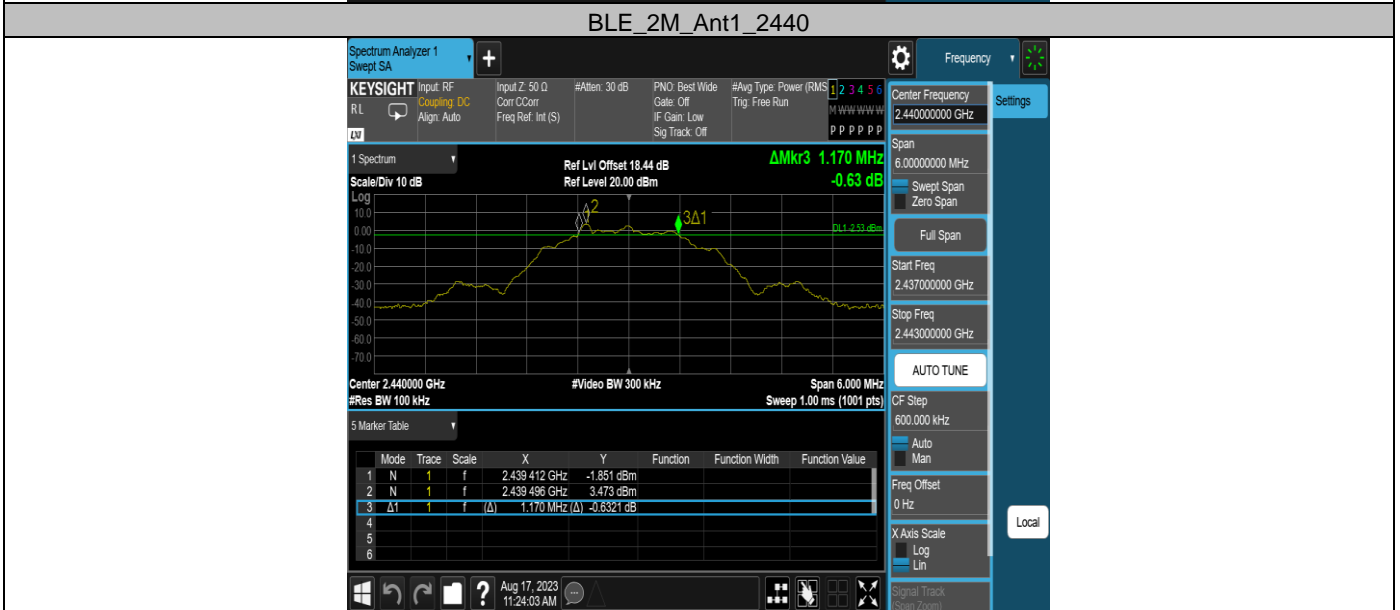 BLE_2M_Ant1_2440
Spectrum Analyzer 1
Swept SA
+
Frequency
KEYSIGHT Input: RF
RL
Coupling: DC
Align: Auto
LXI
Input Z: 50 Ω
Corr CCorr
Freq Ref: Int (S)
#Atten: 30 dB
PNO: Best Wide
Gate: Off
IF Gain: Low
Sig Track: Off
#Avg Type: Power (RMS
Trig: Free Run
1 2 3 4 5 6
M W W W W W
P P P P P P
Center Frequency
2.440000000 GHz
Settings
Span
6.00000000 MHz
Swept Span
Zero Span
Full Span
Start Freq
2.437000000 GHz
Stop Freq
2.443000000 GHz
AUTO TUNE
CF Step
600.000 kHz
Auto
Man
Freq Offset
0 Hz
X Axis Scale
Log
Lin
Signal Track
(Span Zoom)
Local
1 Spectrum
Scale/Div 10 dB
Ref Lvl Offset 18.44 dB
Ref Level 20.00 dBm
ΔMkr3 1.170 MHz
-0.63 dB
Log
10.0
0.00
-10.0
-20.0
-30.0
-40.0
-50.0
-60.0
-70.0
2
3Δ1
DL1 -2.53 dBm
Center 2.440000 GHz
#Res BW 100 kHz
#Video BW 300 kHz
Span 6.000 MHz
Sweep 1.00 ms (1001 pts)
5 Marker Table
Mode Trace Scale X Y Function Function Width Function Value
1 N 1 f 2.439 412 GHz -1.851 dBm
2 N 1 f 2.439 496 GHz 3.473 dBm
3 Δ1 1 f (Δ) 1.170 MHz (Δ) -0.6321 dB
4
5
6
?
Aug 17, 2023
11:24:03 AM